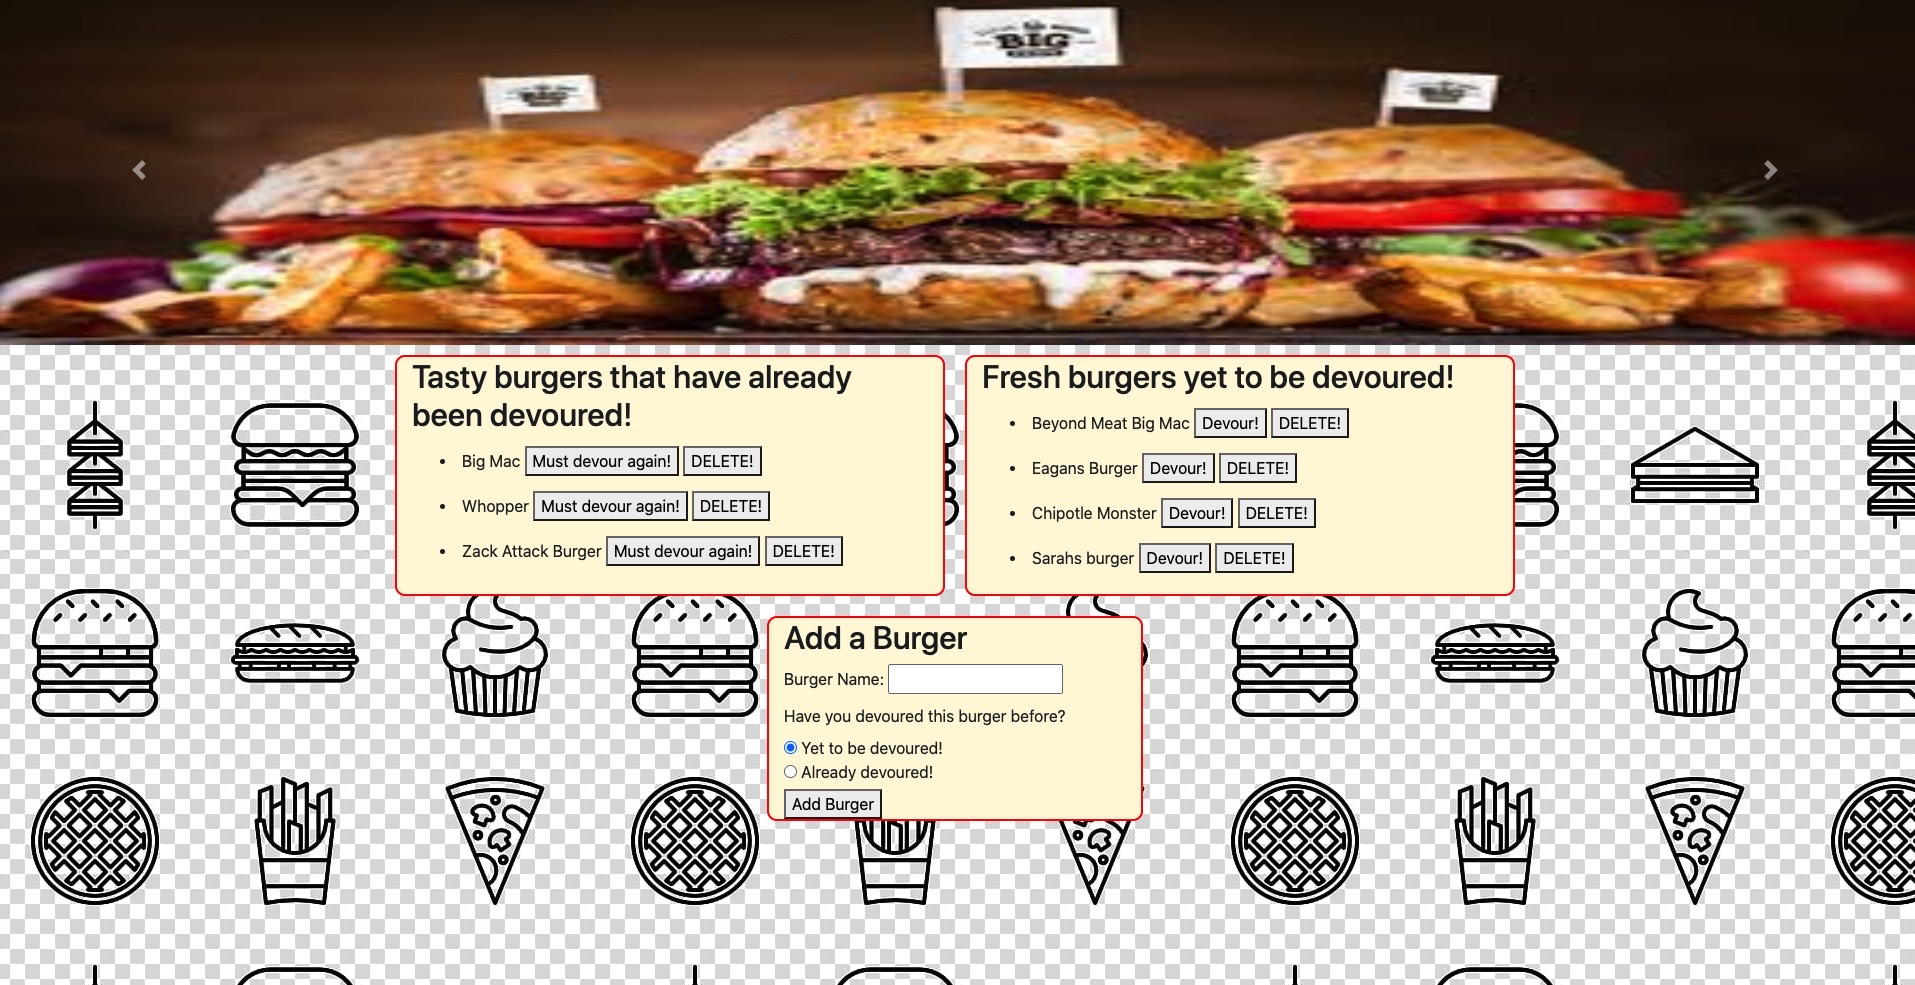 BIG
BIG
BIG
Tasty burgers that have already
been devoured!
Big Mac Must devour again! DELETE!
Whopper Must devour again! DELETE!
Zack Attack Burger Must devour again! DELETE!
Fresh burgers yet to be devoured!
Beyond Meat Big Mac Devour! DELETE!
Eagans Burger Devour! DELETE!
Chipotle Monster Devour! DELETE!
Sarahs burger Devour! DELETE!
Add a Burger
Burger Name:
Have you devoured this burger before?
Yet to be devoured!
Already devoured!
Add Burger